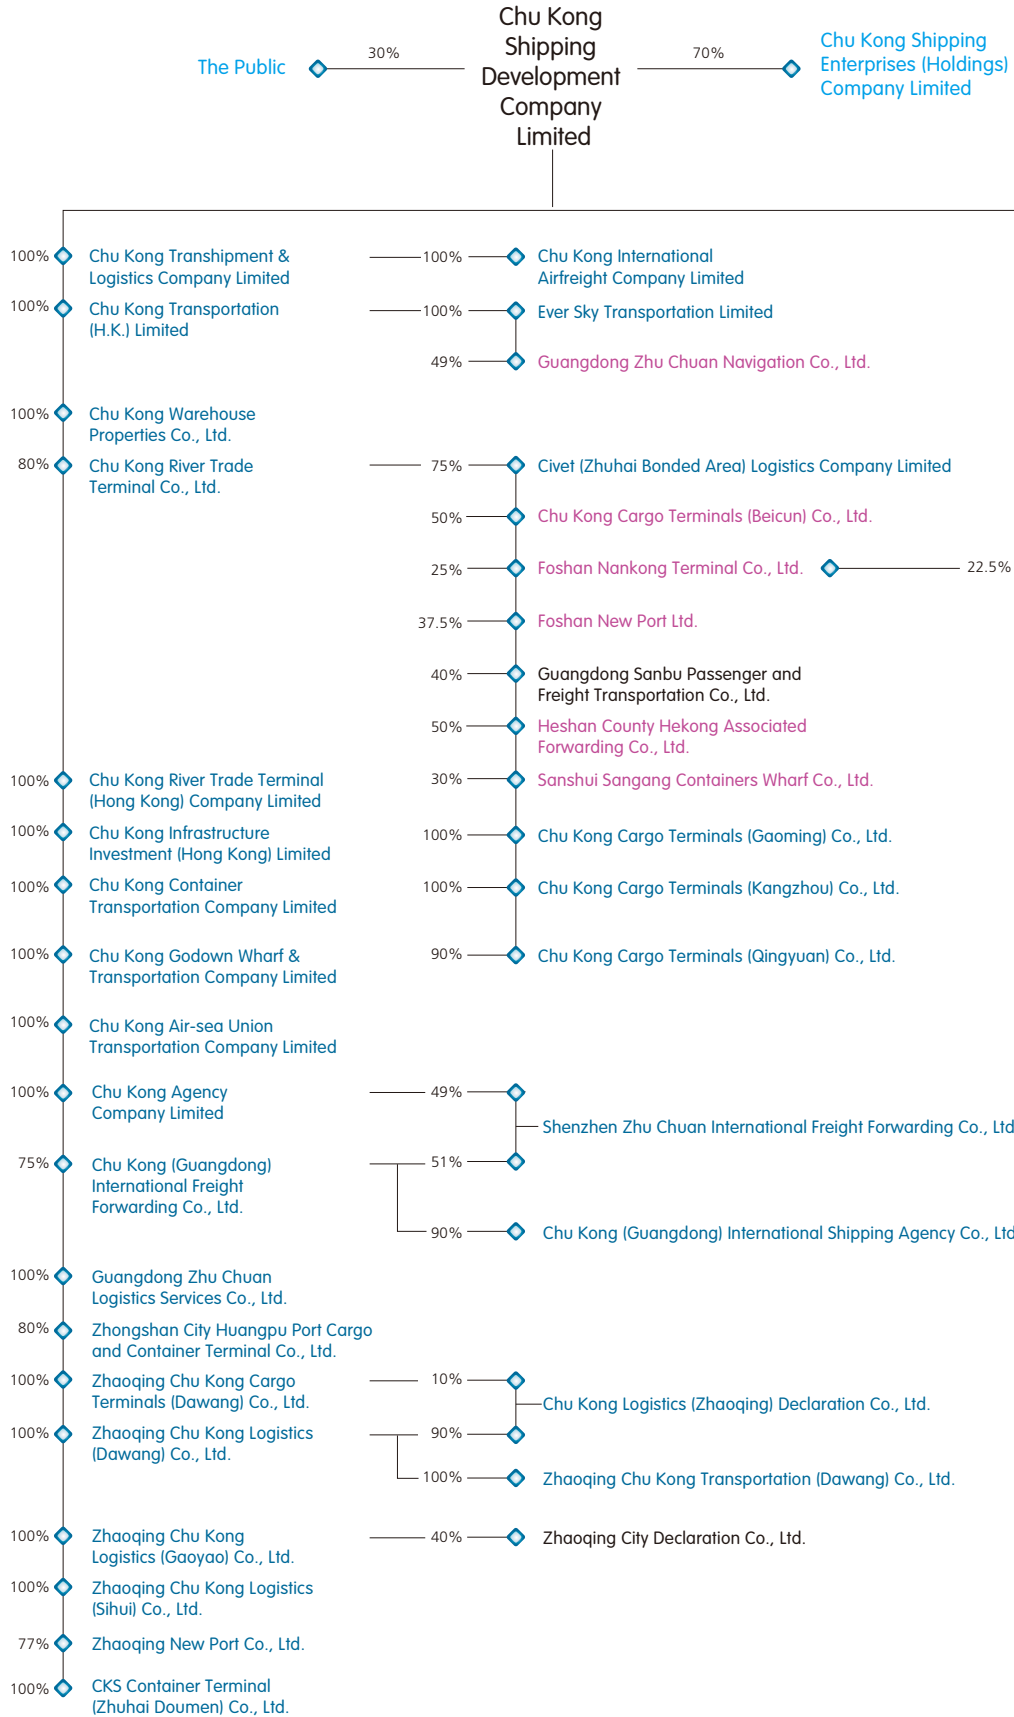 Chu Kong
Shipping
Development
Company
Limited
The Public
30%
70%
Chu Kong Shipping
Enterprises (Holdings)
Company Limited
100%
Chu Kong Transhipment &
Logistics Company Limited
100%
Chu Kong International
Airfreight Company Limited
100%
Chu Kong Transportation
(H.K.) Limited
100%
Ever Sky Transportation Limited
49%
Guangdong Zhu Chuan Navigation Co., Ltd.
100%
Chu Kong Warehouse
Properties Co., Ltd.
80%
Chu Kong River Trade
Terminal Co., Ltd.
75%
Civet (Zhuhai Bonded Area) Logistics Company Limited
50%
Chu Kong Cargo Terminals (Beicun) Co., Ltd.
25%
Foshan Nankong Terminal Co., Ltd.
22.5%
37.5%
Foshan New Port Ltd.
40%
Guangdong Sanbu Passenger and
Freight Transportation Co., Ltd.
50%
Heshan County Hekong Associated
Forwarding Co., Ltd.
100%
Chu Kong River Trade Terminal
(Hong Kong) Company Limited
30%
Sanshui Sangang Containers Wharf Co., Ltd.
100%
Chu Kong Infrastructure
Investment (Hong Kong) Limited
100%
Chu Kong Cargo Terminals (Gaoming) Co., Ltd.
100%
Chu Kong Container
Transportation Company Limited
100%
Chu Kong Cargo Terminals (Kangzhou) Co., Ltd.
100%
Chu Kong Godown Wharf &
Transportation Company Limited
90%
Chu Kong Cargo Terminals (Qingyuan) Co., Ltd.
100%
Chu Kong Air-sea Union
Transportation Company Limited
100%
Chu Kong Agency
Company Limited
49%
Shenzhen Zhu Chuan International Freight Forwarding Co., Ltd
75%
Chu Kong (Guangdong)
International Freight
Forwarding Co., Ltd.
51%
90%
Chu Kong (Guangdong) International Shipping Agency Co., Ltd
100%
Guangdong Zhu Chuan
Logistics Services Co., Ltd.
80%
Zhongshan City Huangpu Port Cargo
and Container Terminal Co., Ltd.
100%
Zhaoqing Chu Kong Cargo
Terminals (Dawang) Co., Ltd.
10%
Chu Kong Logistics (Zhaoqing) Declaration Co., Ltd.
100%
Zhaoqing Chu Kong Logistics
(Dawang) Co., Ltd.
90%
100%
Zhaoqing Chu Kong Transportation (Dawang) Co., Ltd.
100%
Zhaoqing Chu Kong
Logistics (Gaoyao) Co., Ltd.
40%
Zhaoqing City Declaration Co., Ltd.
100%
Zhaoqing Chu Kong Logistics
(Sihui) Co., Ltd.
77%
Zhaoqing New Port Co., Ltd.
100%
CKS Container Terminal
(Zhuhai Doumen) Co., Ltd.